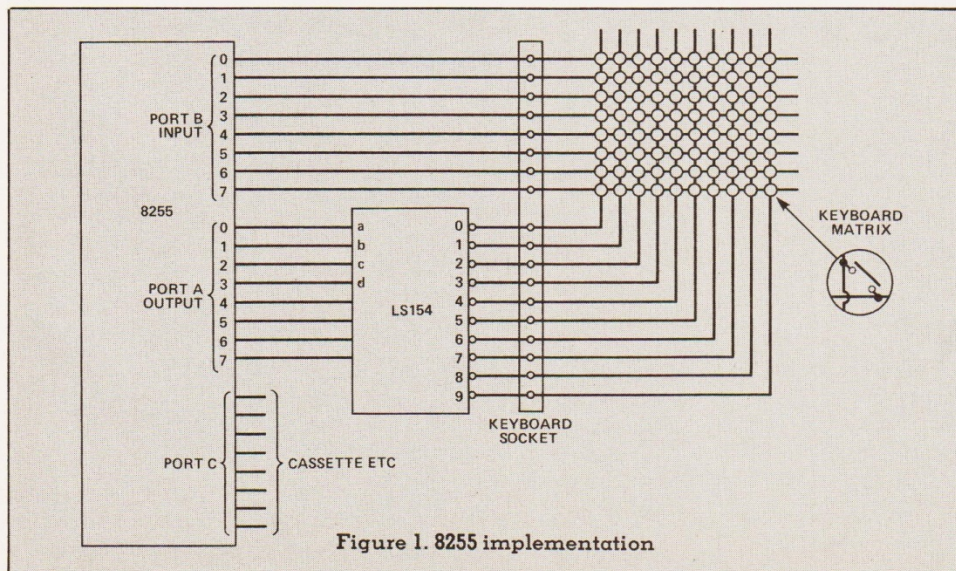 0
1
PORT B 2
INPUT 3
4
5
6
7
8255
0 a 0
1 b 1
2 c 2
PORT A 3 d 3
OUTPUT 4 LS154 4
5 5
6 6
7 7
8
9
KEYBOARD
MATRIX
KEYBOARD
SOCKET
PORT C CASSETTE ETC
Figure 1. 8255 implementation